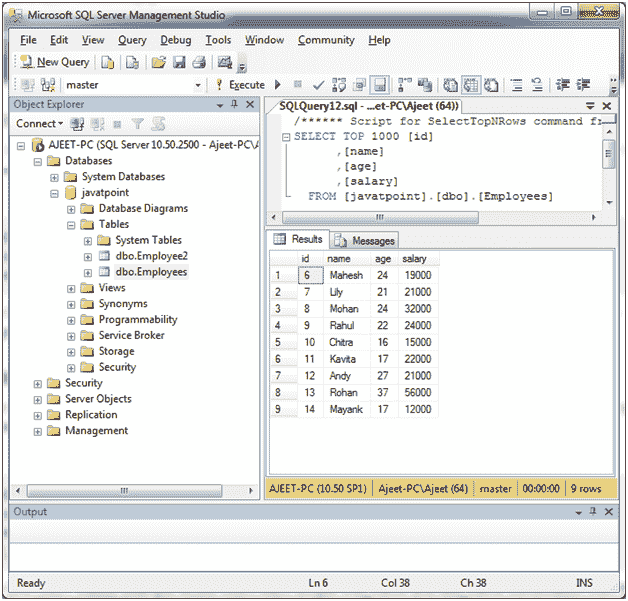 Microsoft SQL Server Management Studio
File Edit View Query Debug Tools Window Community Help
New Query
master Execute
Object Explorer
Connect
AJEET-PC (SQL Server 10.50.2500 - Ajeet-PC\A
Databases
System Databases
javatpoint
Database Diagrams
Tables
System Tables
dbo.Employee2
dbo.Employees
Views
Synonyms
Programmability
Service Broker
Storage
Security
Security
Server Objects
Replication
Management
SQLQuery12.sql - ...et-PC\Ajeet (64))
/****** Script for SelectTopNRows command f
SELECT TOP 1000 [id]
,[name]
,[age]
,[salary]
FROM [javatpoint].[dbo].[Employees]
Results Messages
id name age salary
1 6 Mahesh 24 19000
2 7 Lily 21 21000
3 8 Mohan 24 32000
4 9 Rahul 22 24000
5 10 Chitra 16 15000
6 11 Kavita 17 22000
7 12 Andy 27 21000
8 13 Rohan 37 56000
9 14 Mayank 17 12000
AJEET-PC (10.50 SP1) Ajeet-PC\Ajeet (64) master 00:00:00 9 rows
Output
Ready Ln 6 Col 38 Ch 38 INS